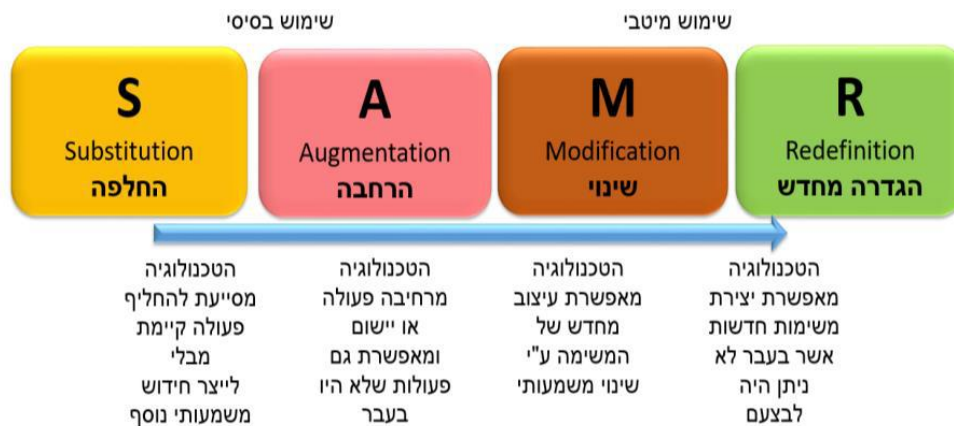 שימוש בסיסי
שימוש מיטבי
S
Substitution
החלפה
A
Augmentation
הרחבה
M
Modification
שינוי
R
Redefinition
הגדרה מחדש
הטכנולוגיה
מסייעת להחליף
פעולה קיימת
מבלי
לייצר חידוש
משמעותי נוסף
הטכנולוגיה
מרחיבה פעולה
או יישום
ומאפשרת גם
פעולות שלא היו
בעבר
הטכנולוגיה
מאפשרת עיצוב
מחדש של
המשימה ע"י
שינוי משמעותי
הטכנולוגיה
מאפשרת יצירת
משימות חדשות
אשר בעבר לא
ניתן היה
לבצעם